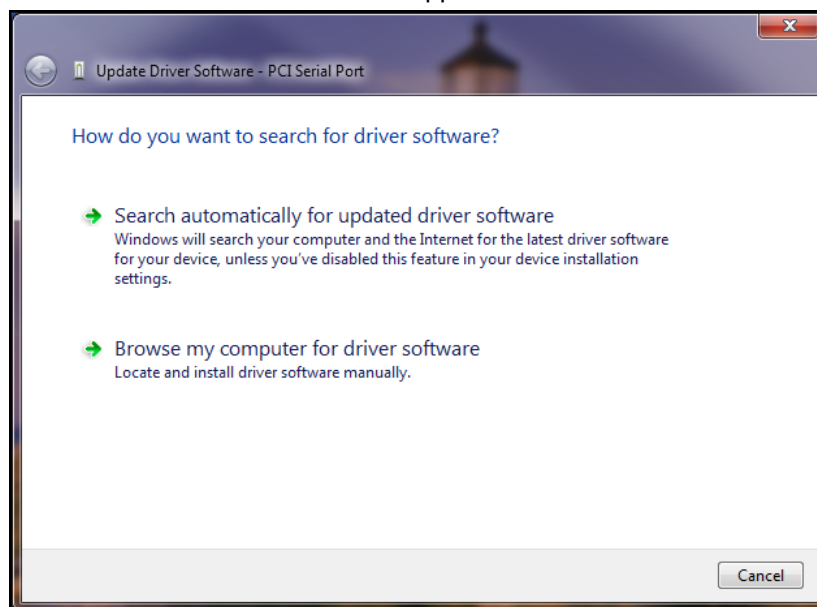 Update Driver Software - PCI Serial Port
How do you want to search for driver software?
Search automatically for updated driver software
Windows will search your computer and the Internet for the latest driver software
for your device, unless you've disabled this feature in your device installation
settings.
Browse my computer for driver software
Locate and install driver software manually.
Cancel